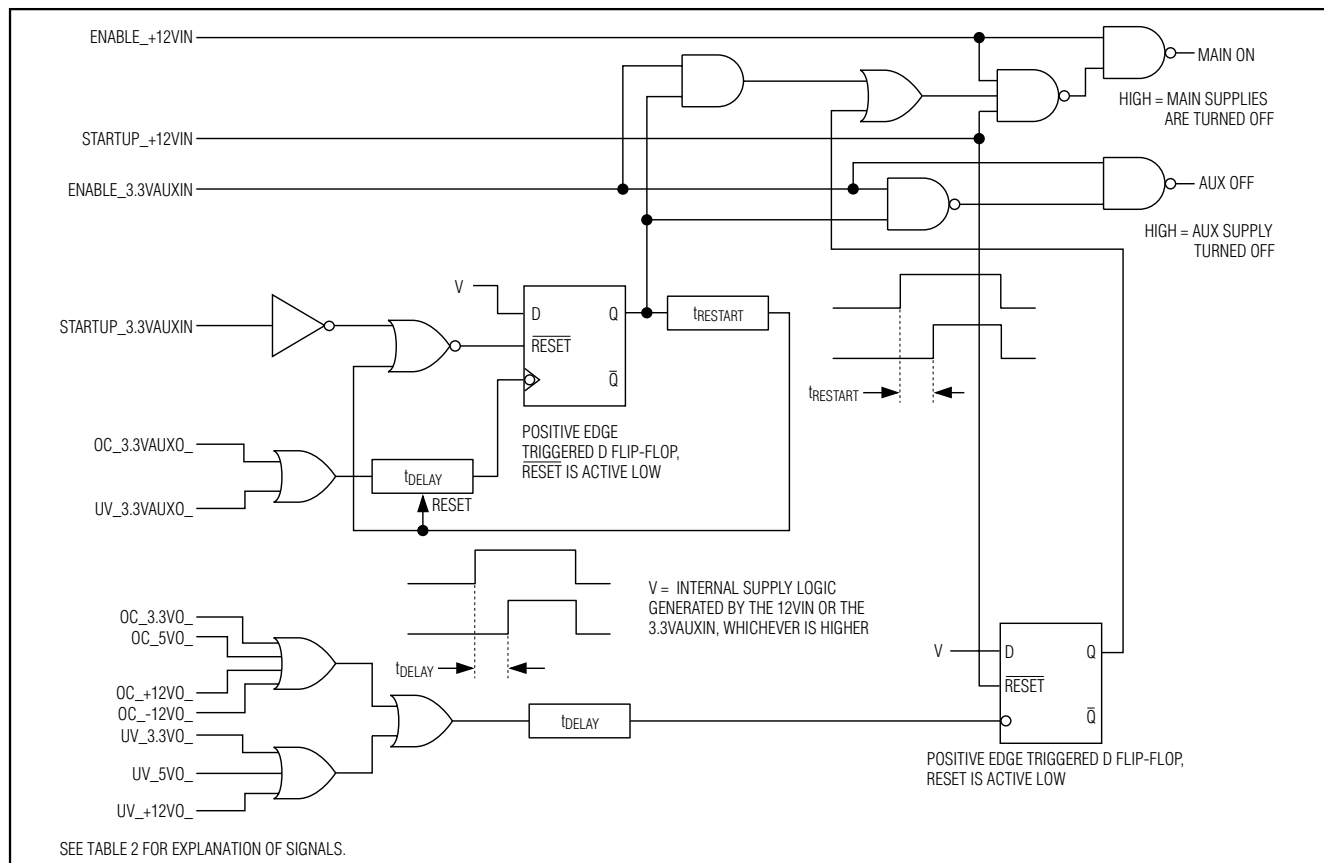 ENABLE_+12VIN
MAIN ON
HIGH = MAIN SUPPLIES
ARE TURNED OFF
STARTUP_+12VIN
ENABLE_3.3VAUXIN
AUX OFF
HIGH = AUX SUPPLY
TURNED OFF
V
D
Q
tRESTART
STARTUP_3.3VAUXIN
RESET
Q
tRESTART
POSITIVE EDGE
TRIGGERED D FLIP-FLOP,
RESET IS ACTIVE LOW
OC_3.3VAUXO_
tDELAY
UV_3.3VAUXO_
RESET
V = INTERNAL SUPPLY LOGIC
GENERATED BY THE 12VIN OR THE
3.3VAUXIN, WHICHEVER IS HIGHER
tDELAY
OC_3.3VO_
OC_5VO_
OC_+12VO_
OC_-12VO_
UV_3.3VO_
UV_5VO_
UV_+12VO_
tDELAY
V
D
Q
RESET
Q
POSITIVE EDGE TRIGGERED D FLIP-FLOP,
RESET IS ACTIVE LOW
SEE TABLE 2 FOR EXPLANATION OF SIGNALS.